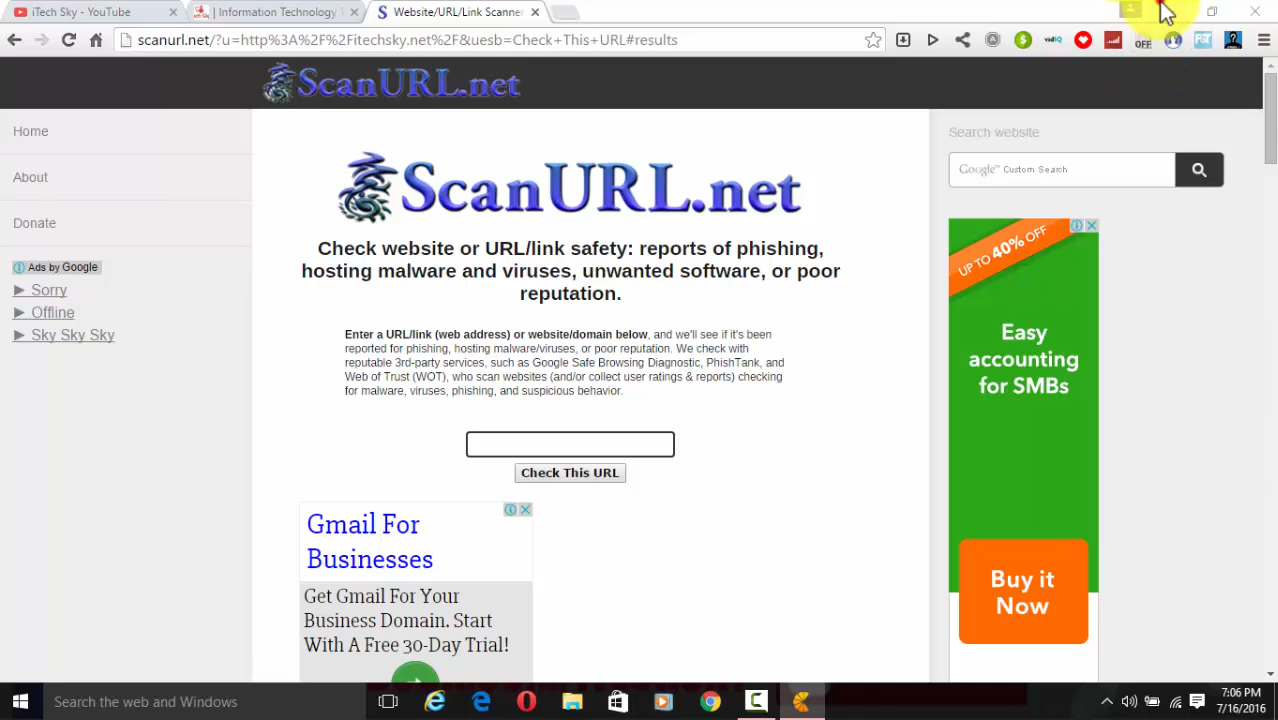 iTech Sky - YouTube
| Information Technology
Website/URL/Link Scanner
scanurl.net/?u=http%3A%2F%2Fitechsky.net%2F&uesb=Check+This+URL#results
vidIQ
OFF
ScanURL.net
Home
About
Donate
Ads by Google
► Sorry
► Offline
► Sky Sky Sky
ScanURL.net
Check website or URL/link safety: reports of phishing,
hosting malware and viruses, unwanted software, or poor
reputation.
Enter a URL/link (web address) or website/domain below, and we'll see if it's been
reported for phishing, hosting malware/viruses, or poor reputation. We check with
reputable 3rd-party services, such as Google Safe Browsing Diagnostic, PhishTank, and
Web of Trust (WOT), who scan websites (and/or collect user ratings & reports) checking
for malware, viruses, phishing, and suspicious behavior.
Check This URL
Gmail For
Businesses
Get Gmail For Your
Business Domain. Start
With A Free 30-Day Trial!
Search website
Google™ Custom Search
UP TO 40% OFF
Easy
accounting
for SMBs
Buy it
Now
Search the web and Windows
7:06 PM
7/16/2016